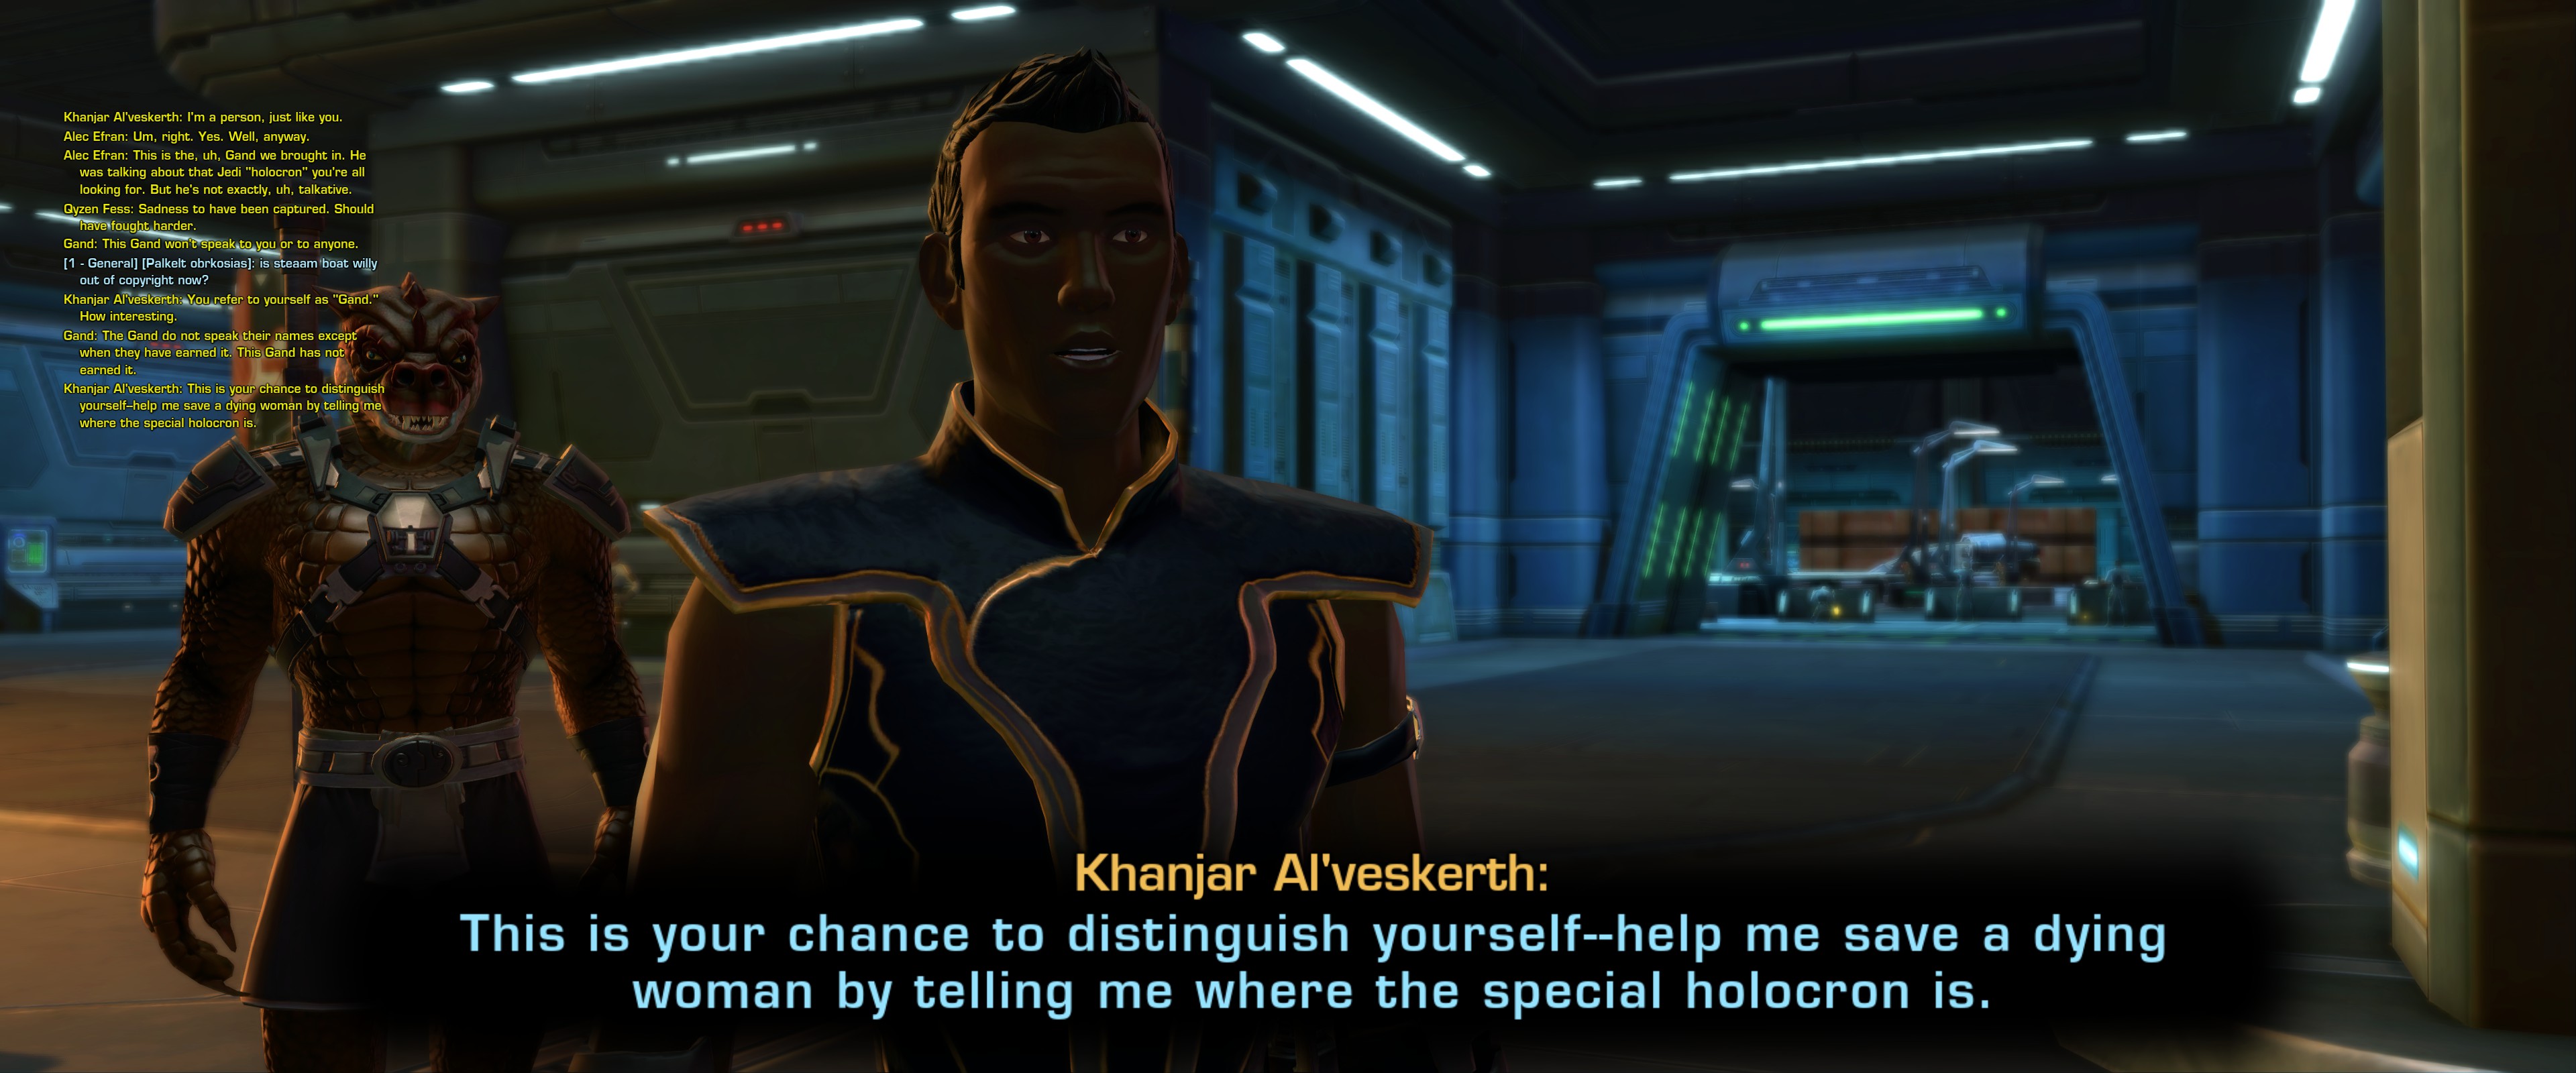 Khanjar Al'veskerth: I'm a person, just like you.
Alec Efran: Um, right. Yes. Well, anyway.
Alec Efran: This is the, uh, Gand we brought in. He
was talking about that Jedi "holocron" you're all
looking for. But he's not exactly, uh, talkative.
Qyzen Fess: Sadness to have been captured. Should
have fought harder.
Gand: This Gand won't speak to you or to anyone.
[1 - General] [Palkelt obrkosias]: is steaam boat willy
out of copyright now?
Khanjar Al'veskerth: You refer to yourself as "Gand."
How interesting.
Gand: The Gand do not speak their names except
when they have earned it. This Gand has not
earned it.
Khanjar Al'veskerth: This is your chance to distinguish
yourself--help me save a dying woman by telling me
where the special holocron is.
Khanjar Al'veskerth:
This is your chance to distinguish yourself--help me save a dying
woman by telling me where the special holocron is.